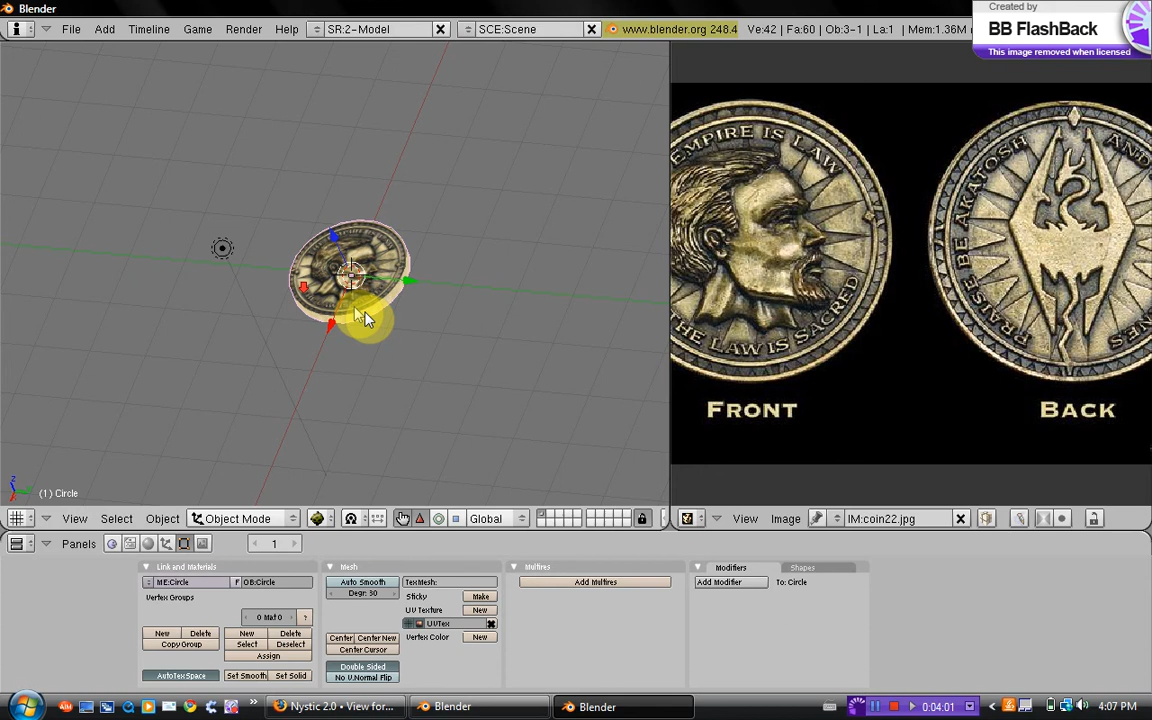 Blender
Created by
BB FlashBack
This image removed when licensed
File Add Timeline Game Render Help SR:2-Model SCE:Scene www.blender.org 248.4 Ve:42 | Fa:60 | Ob:3-1 | La:1 | Mem:1.36M
EMPIRE IS LAW
THE LAW IS SACRED
PRAISE BE AKATOSH AND
FRONT
BACK
(1) Circle
View Select Object Object Mode Global
View Image IM:coin22.jpg
Panels 1
Link and Materials
Mesh
Multires
Modifiers
Shapes
ME:Circle
F
OB:Circle
Auto Smooth
TexMesh:
Add Multires
Add Modifier
To: Circle
Degr: 30
Vertex Groups
Sticky
Make
UV Texture
New
0 Mat 0
?
UVTex
New
Delete
New
Delete
Center
Center New
Vertex Color
New
Copy Group
Select
Deselect
Center Cursor
Assign
Double Sided
AutoTexSpace
Set Smooth
Set Solid
No V.Normal Flip
Nystic 2.0 • View for...
Blender
Blender
0:04:01
4:07 PM